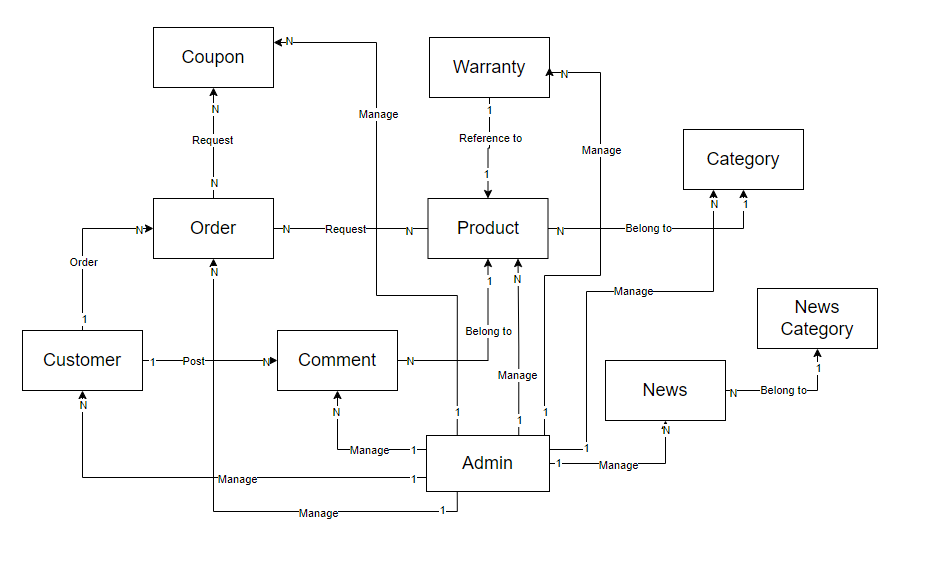 Coupon
N
Warranty
N
N
1
Manage
Request
Reference to
Manage
Category
1
N
N
1
Order
N
N
Request
N
Product
N
Belong to
Order
N
1
N
Manage
News
Category
1
Belong to
Customer
1
Post
N
Comment
N
1
Manage
News
N
Belong to
N
N
1
1
1
N
Manage
1
1
Admin
1
Manage
Manage
1
Manage
1